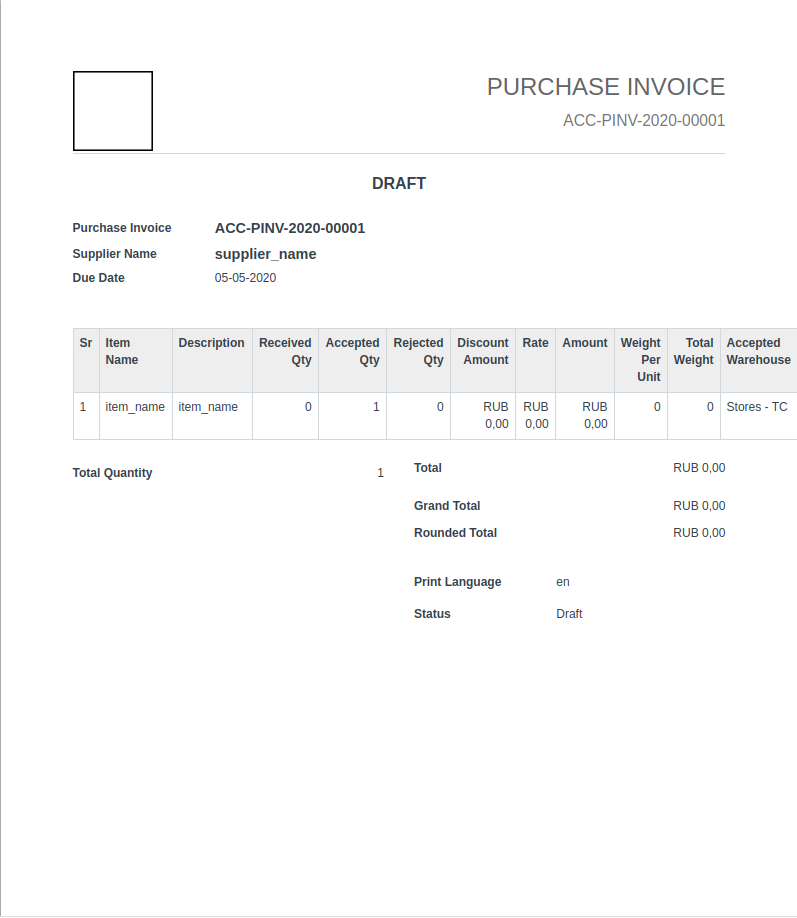 PURCHASE INVOICE
ACC-PINV-2020-00001
DRAFT
Purchase Invoice ACC-PINV-2020-00001
Supplier Name supplier_name
Due Date 05-05-2020
Sr Item Description Received Accepted Rejected Discount Rate Amount Weight Total Accepted
Name Qty Qty Qty Amount Per Weight Warehouse
Unit
1 item_name item_name 0 1 0 RUB RUB RUB 0 0 Stores - TC
0,00 0,00 0,00
Total Quantity 1 Total RUB 0,00
Grand Total RUB 0,00
Rounded Total RUB 0,00
Print Language en
Status Draft